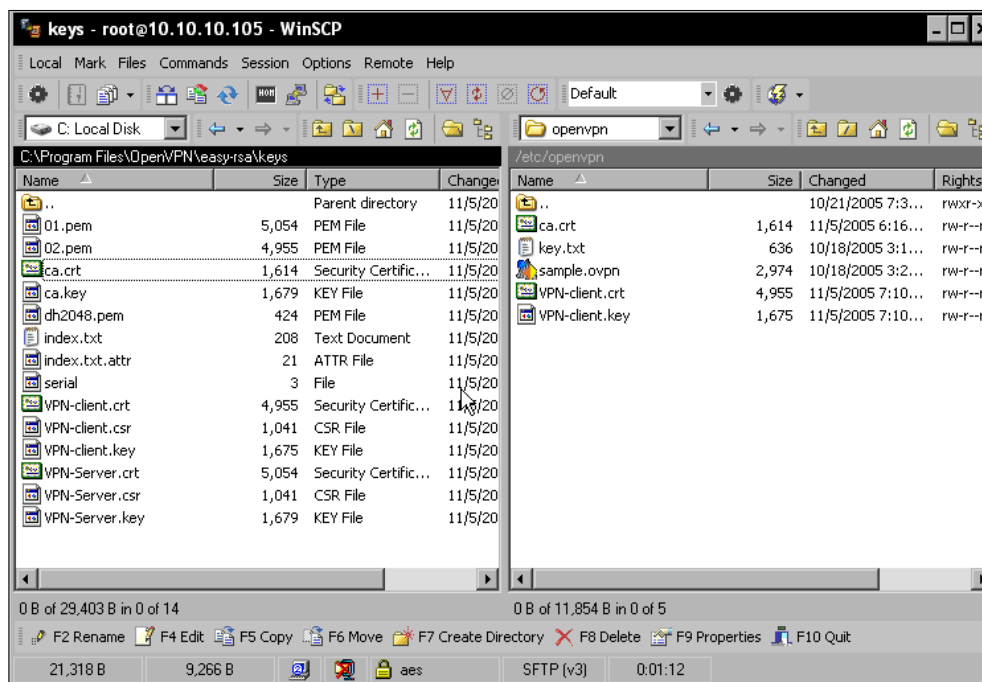 keys - root@10.10.10.105 - WinSCP
Local Mark Files Commands Session Options Remote Help
Default
C: Local Disk
openvpn
C:\Program Files\OpenVPN\easy-rsa\keys
/etc/openvpn
Name Size Type Changed
Name Size Changed Rights
.. Parent directory 11/5/20
.. 10/21/2005 7:3... rwxr-x
01.pem 5,054 PEM File 11/5/20
ca.crt 1,614 11/5/2005 6:16... rw-r--r
02.pem 4,955 PEM File 11/5/20
key.txt 636 10/18/2005 3:1... rw-r--r
ca.crt 1,614 Security Certific... 11/5/20
sample.ovpn 2,974 10/18/2005 3:2... rw-r--r
ca.key 1,679 KEY File 11/5/20
VPN-client.crt 4,955 11/5/2005 7:10... rw-r--r
dh2048.pem 424 PEM File 11/5/20
VPN-client.key 1,675 11/5/2005 7:10... rw-r--r
index.txt 208 Text Document 11/5/20
index.txt.attr 21 ATTR File 11/5/20
serial 3 File 11/5/20
VPN-client.crt 4,955 Security Certific... 11/5/20
VPN-client.csr 1,041 CSR File 11/5/20
VPN-client.key 1,675 KEY File 11/5/20
VPN-Server.crt 5,054 Security Certific... 11/5/20
VPN-Server.csr 1,041 CSR File 11/5/20
VPN-Server.key 1,679 KEY File 11/5/20
0 B of 29,403 B in 0 of 14
0 B of 11,854 B in 0 of 5
F2 Rename F4 Edit F5 Copy F6 Move F7 Create Directory F8 Delete F9 Properties F10 Quit
21,318 B 9,266 B aes SFTP (v3) 0:01:12